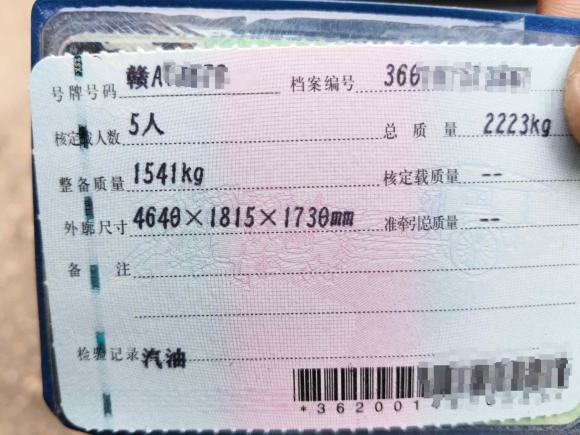 号牌号码 赣A 档案编号 360
核定载人数 5人 总质量 2223kg
整备质量 1541kg 核定载质量 --
外廓尺寸 4640×1815×1730mm 准牵引总质量 --
备注
检验记录 汽油
*362001